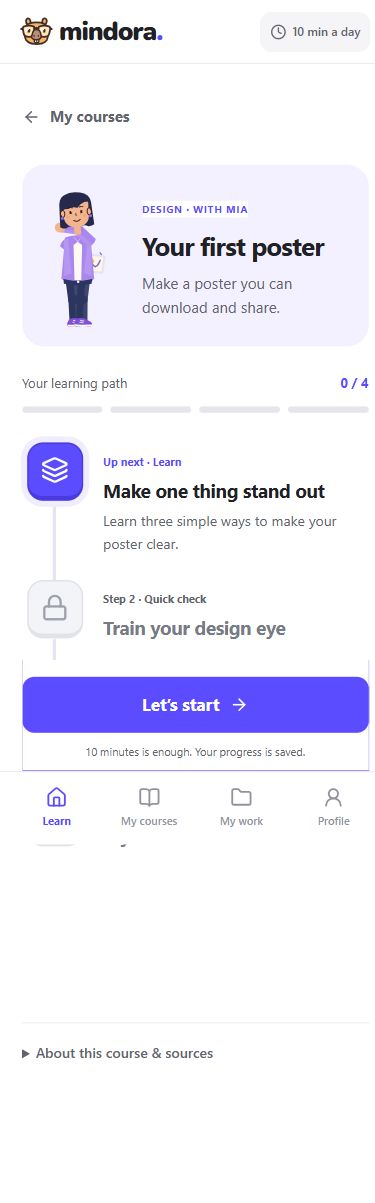 mindora.
10 min a day
My courses
DESIGN · WITH MIA
Your first poster
Make a poster you can
download and share.
Your learning path
0 / 4
Up next · Learn
Make one thing stand out
Learn three simple ways to make your
poster clear.
Step 2 · Quick check
Train your design eye
Let's start
10 minutes is enough. Your progress is saved.
Learn
My courses
My work
Profile
About this course & sources